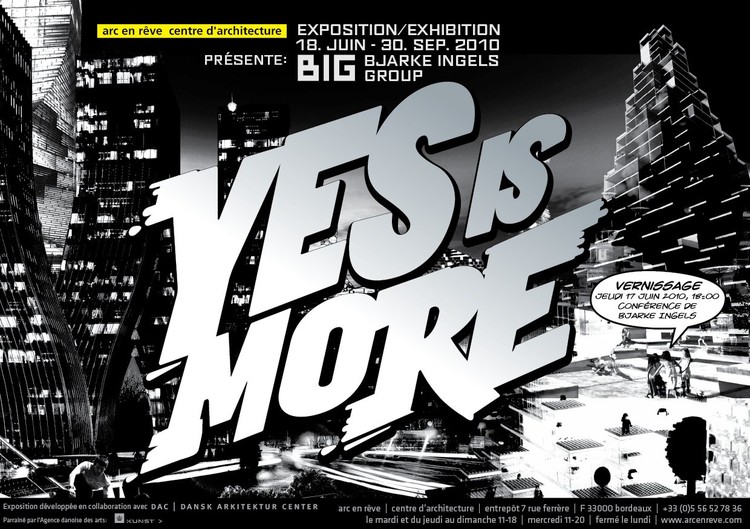 arc en rêve centre d'architecture
EXPOSITION/EXHIBITION
18. JUIN - 30. SEP. 2010
PRÉSENTE: BIG BJARKE INGELS GROUP
YES IS
MORE
VERNISSAGE
JEUDI 17 JUIN 2010, 18:00
CONFÉRENCE DE
BJARKE INGELS
Exposition développée en collaboration avec DAC | DANSK ARKITEKTUR CENTER
Parrainé par l'Agence danoise des arts: KUNST >
arc en rêve | centre d'architecture | entrepôt 7 rue ferrère | F 33000 bordeaux | +33 (0)5 56 52 78 36
le mardi et du jeudi au dimanche 11-18 | mercredi 11-20 | fermé le lundi | www.arcenreve.com